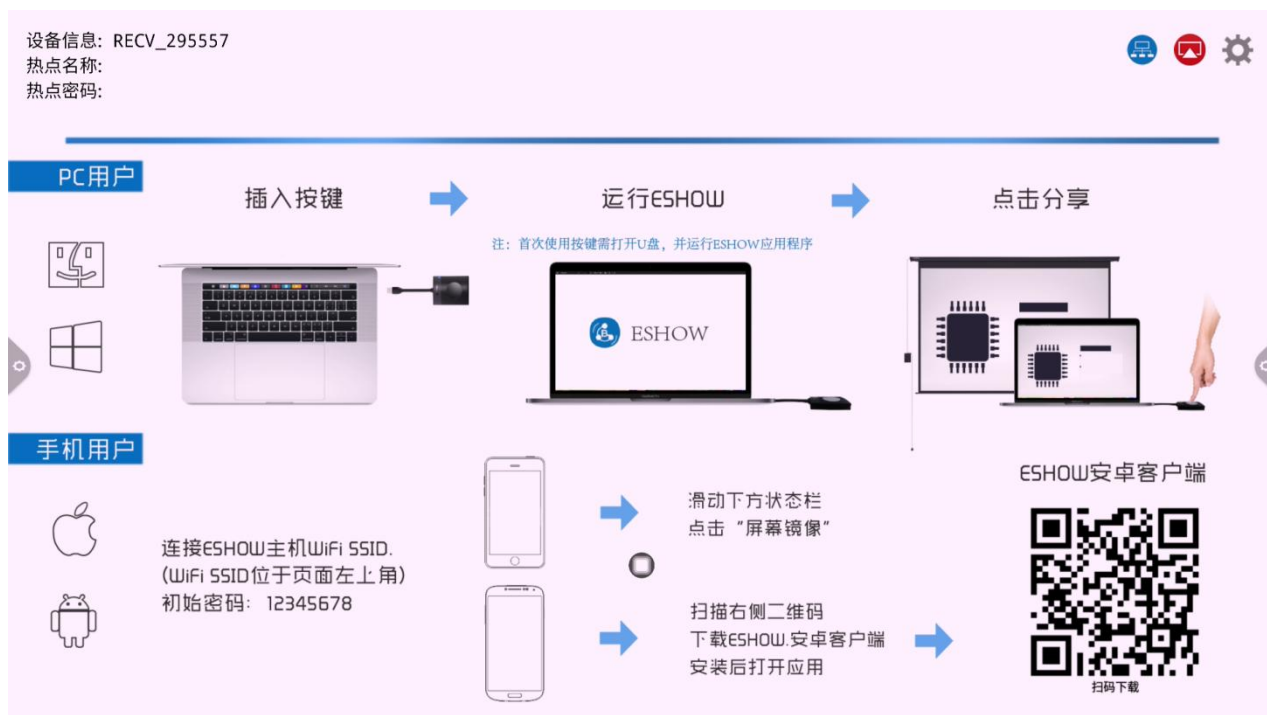 设备信息: RECV_295557
热点名称:
热点密码:
PC用户
插入按键
运行ESHOW
点击分享
注：首次使用按键需打开U盘，并运行ESHOW应用程序
ESHOW
手机用户
连接ESHOW主机WiFi SSID.
(WiFi SSID位于页面左上角)
初始密码: 12345678
滑动下方状态栏
点击“屏幕镜像”
扫描右侧二维码
下载ESHOW.安卓客户端
安装后打开应用
ESHOW安卓客户端
扫码下载